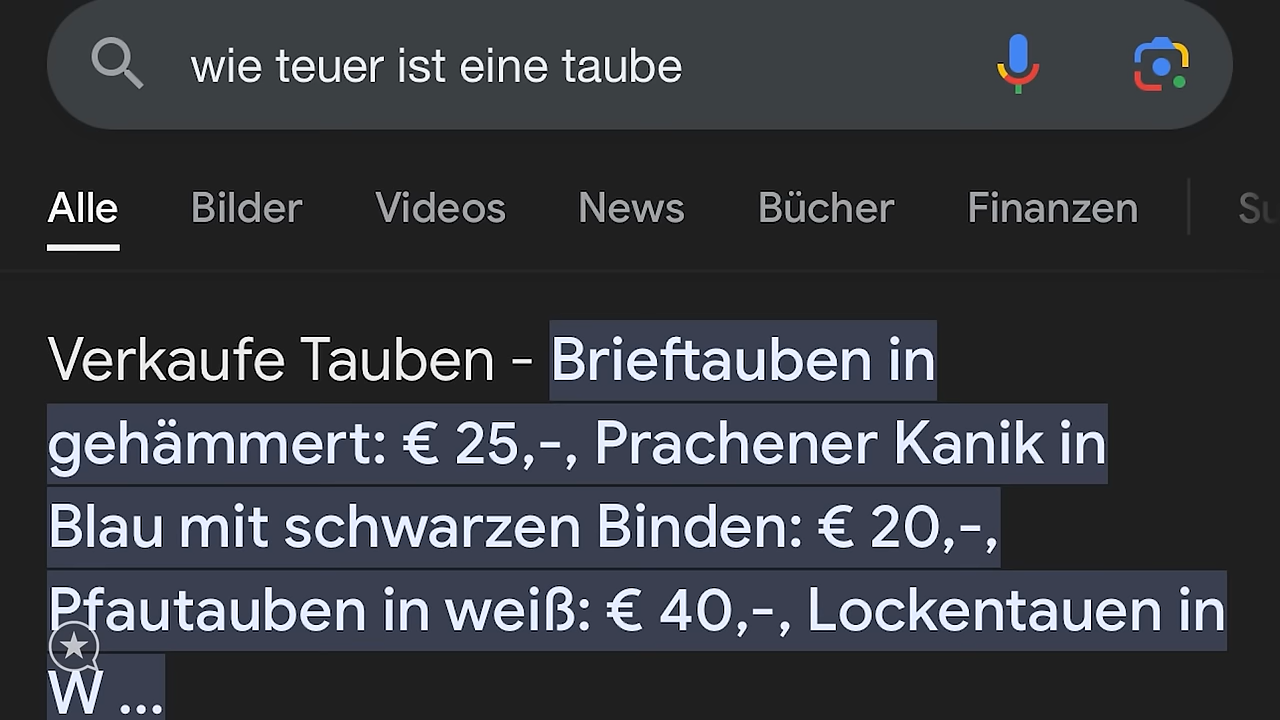 wie teuer ist eine taube
Alle Bilder Videos News Bücher Finanzen Su
Verkaufe Tauben - Brieftauben in
gehämmert: € 25,-, Prachener Kanik in
Blau mit schwarzen Binden: € 20,-,
Pfautauben in weiß: € 40,-, Lockentauen in
W ...